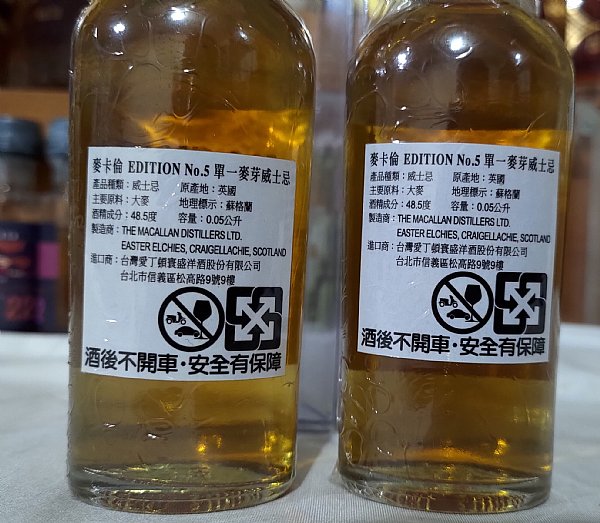 麥卡倫 EDITION No.5 單一麥芽威士忌
產品種類：威士忌 原產地：英國
主要原料：大麥 地理標示：蘇格蘭
酒精成分：48.5度 容量：0.05公升
製造商：THE MACALLAN DISTILLERS LTD.
EASTER ELCHIES, CRAIGELLACHIE, SCOTLAND
進口商：台灣愛丁頓寰盛洋酒股份有限公司
台北市信義區松高路9號9樓
酒後不開車·安全有保障
麥卡倫 EDITION No.5 單一麥芽威士忌
產品種類：威士忌 原產地：英國
主要原料：大麥 地理標示：蘇格蘭
酒精成分：48.5度 容量：0.05公升
製造商：THE MACALLAN DISTILLERS LTD.
EASTER ELCHIES, CRAIGELLACHIE, SCOTLAND
進口商：台灣愛丁頓寰盛洋酒股份有限公司
台北市信義區松高路9號9樓
酒後不開車·安全有保障